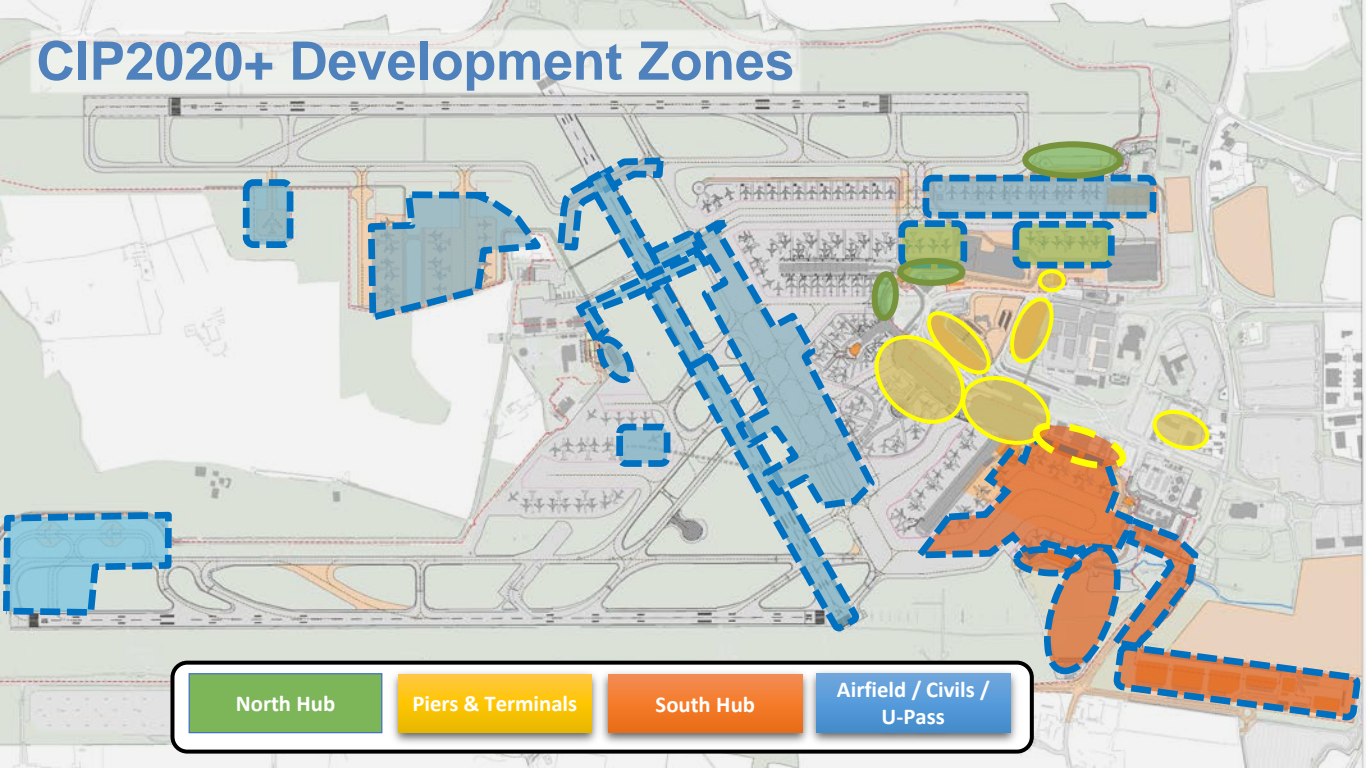 CIP2020+ Development Zones
North Hub
Piers & Terminals
South Hub
Airfield / Civils /
U-Pass